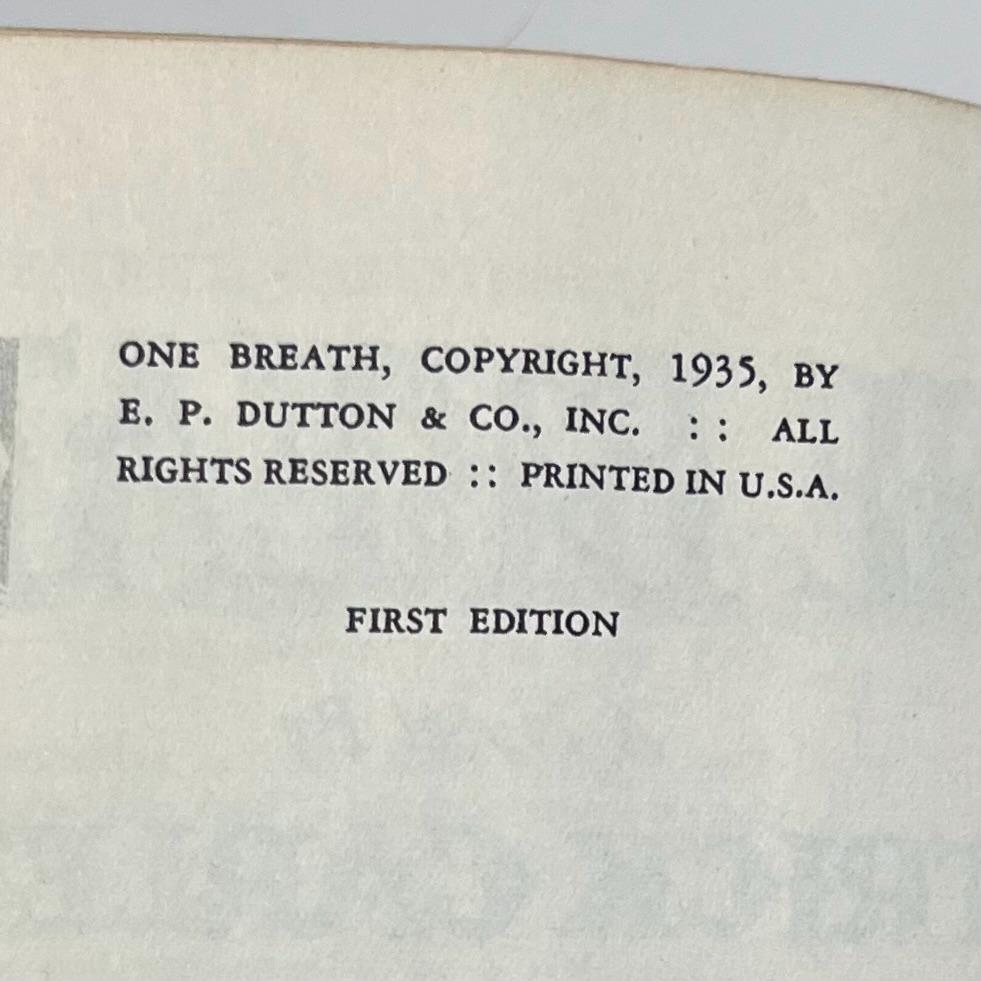 ONE BREATH, COPYRIGHT, 1935, BY
E. P. DUTTON & CO., INC. :: ALL
RIGHTS RESERVED :: PRINTED IN U.S.A.
FIRST EDITION